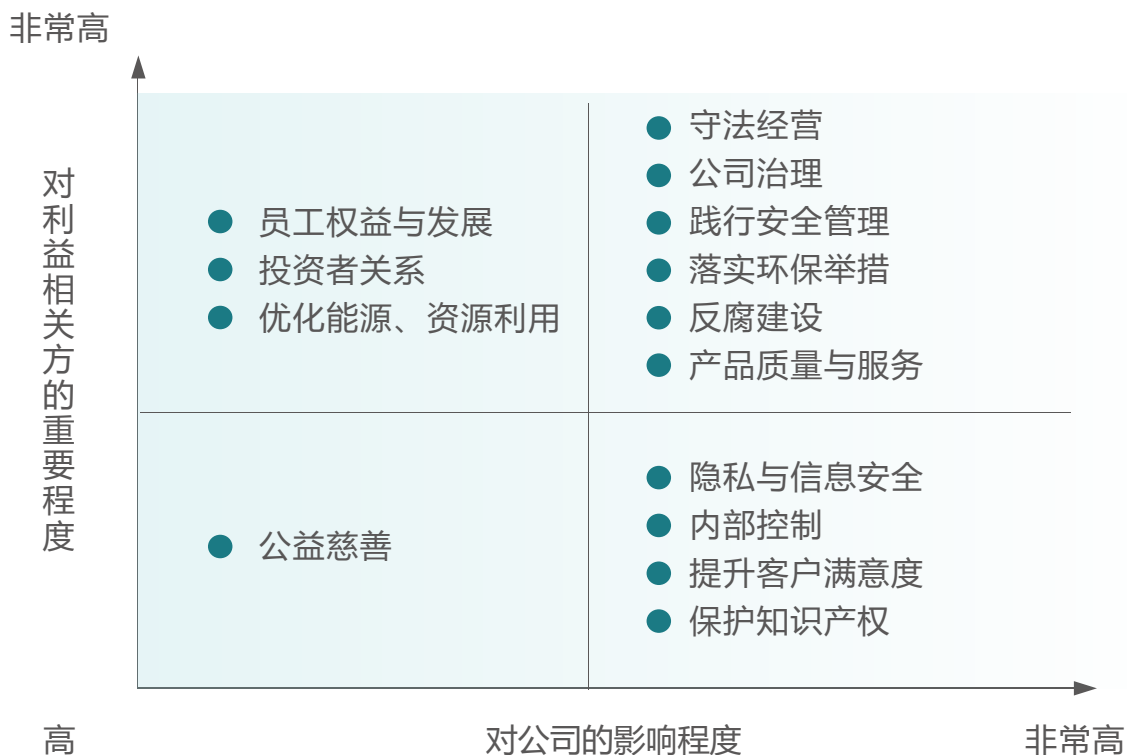 非常高
对利益相关方的重要程度
员工权益与发展
投资者关系
优化能源、资源利用
守法经营
公司治理
践行安全管理
落实环保举措
反腐建设
产品质量与服务
公益慈善
隐私与信息安全
内部控制
提升客户满意度
保护知识产权
高
对公司的影响程度
非常高